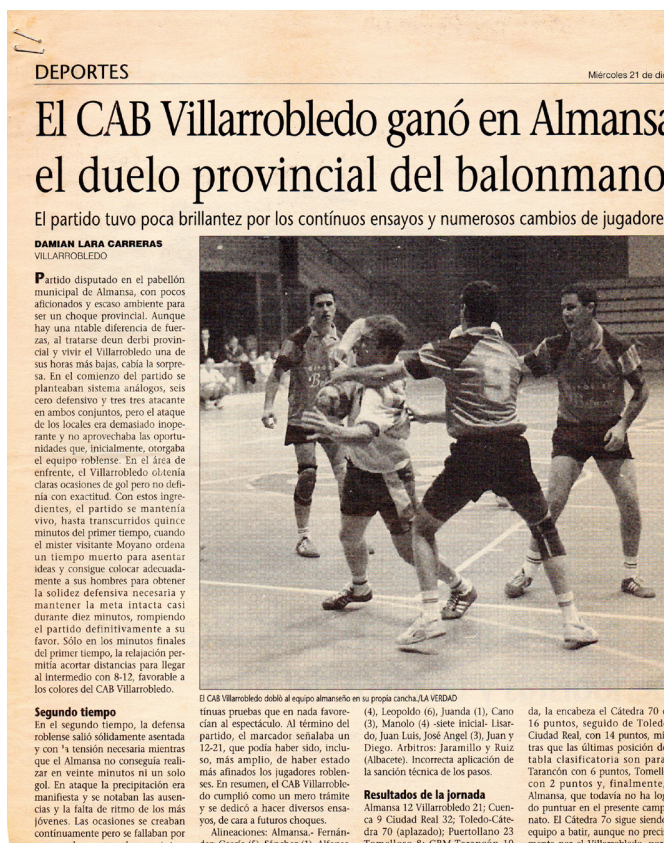 DEPORTES
Miércoles 21 de
El CAB Villarrobledo ganó en Almansa
el duelo provincial del balonmano
El partido tuvo poca brillantez por los contínuos ensayos y numerosos cambios de
DAMIAN LARA CARRERAS
VILLARROBLEDO
Partido disputado en el pabellón
municipal de Almansa, con pocos
aficionados y escaso ambiente para
ser un choque provincial. Aunque
hay una ntable diferencia de fuer-
zas, al tratarse deun derbi provin-
cial y vivir el Villarrobledo una de
sus horas más bajas, cabía la sorpre-
sa. En el comienzo del partido se
planteaban sistema análogos, seis
cero defensivo y tres tres atacante
en ambos conjuntos, pero el ataque
de los locales era demasiado inope-
rante y no aprovechaba las oportu-
nidades que, inicialmente, otorgaba
el equipo roblense. En el área de
enfrente, el Villarrobledo obtenía
claras ocasiones de gol pero no defi-
nía con exactitud. Con estos ingre-
dientes, el partido se mantenía
vivo, hasta transcurridos quince
minutos del primer tiempo, cuando
el mister visitante Moyano ordena
un tiempo muerto para asentar
ideas y consigue colocar adecuada-
mente a sus hombres para obtener
la solidez defensiva necesaria y
mantener la meta intacta casi
durante diez minutos, rompiendo
el partido definitivamente a su
favor. Sólo en los minutos finales
del primer tiempo, la relajación per-
mitía acortar distancias para llegar
al intermedio con 8-12, favorable a
los colores del CAB Villarrobledo.
Segundo tiempo
En el segundo tiempo, la defensa
roblense salió sólidamente asentada
y con tensión necesaria mientras
que el Almansa no conseguía reali-
zar en veinte minutos ni un solo
gol. En ataque la precipitación era
manifiesta y se notaban las ausen-
cias y la falta de ritmo de los más
jóvenes. Las ocasiones se creaban
continuamente pero se fallaban por
El CAB Villarrobledo dobló al equipo almanseño en su propia cancha./LA VERDAD
tinuas pruebas que en nada favore-
cían al espectáculo. Al término del
partido, el marcador señalaba un
12-21, que podía haber sido, inclu-
so, más amplio, de haber estado
más afinados los jugadores roblen-
ses. En resumen, el CAB Villarroble-
do cumplió como un mero trámite
y se dedicó a hacer diversos ensa-
yos, de cara a futuros choques.
Alineaciones: Almansa.- Fernán-
(4), Leopoldo (6), Juanda (1), Cano
(3), Manolo (4) -siete inicial- Lisar-
do, Juan Luis, José Angel (3), Juan y
Diego. Arbitros: Jaramillo y Ruiz
(Albacete). Incorrecta aplicación de
la sanción técnica de los pasos.
Resultados de la jornada
Almansa 12 Villarrobledo 21; Cuen-
ca 9 Ciudad Real 32; Toledo-Cáte-
dra 70 (aplazado); Puertollano 23
da, la encabeza el Cátedra 70
16 puntos, seguido de
Ciudad Real, con 14 puntos,
tras que las últimas posición
tabla clasificatoria son
Tarancón con 6 puntos,
con 2 puntos y, finalmente,
Almansa, que todavía no ha
do puntuar en el presente
nato. El Cátedra 7o sigue
equipo a batir, aunque no